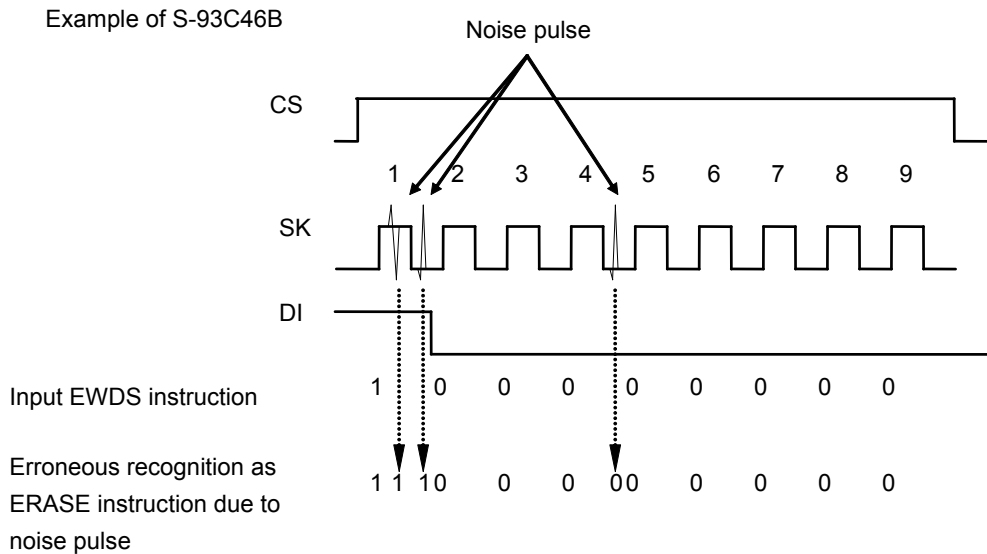 Example of S-93C46B
Noise pulse
CS
1 2 3 4 5 6 7 8 9
SK
DI
Input EWDS instruction 1 0 0 0 0 0 0 0 0
Erroneous recognition as
ERASE instruction due to
noise pulse
1 1 1 0 0 0 0 0 0 0 0 0